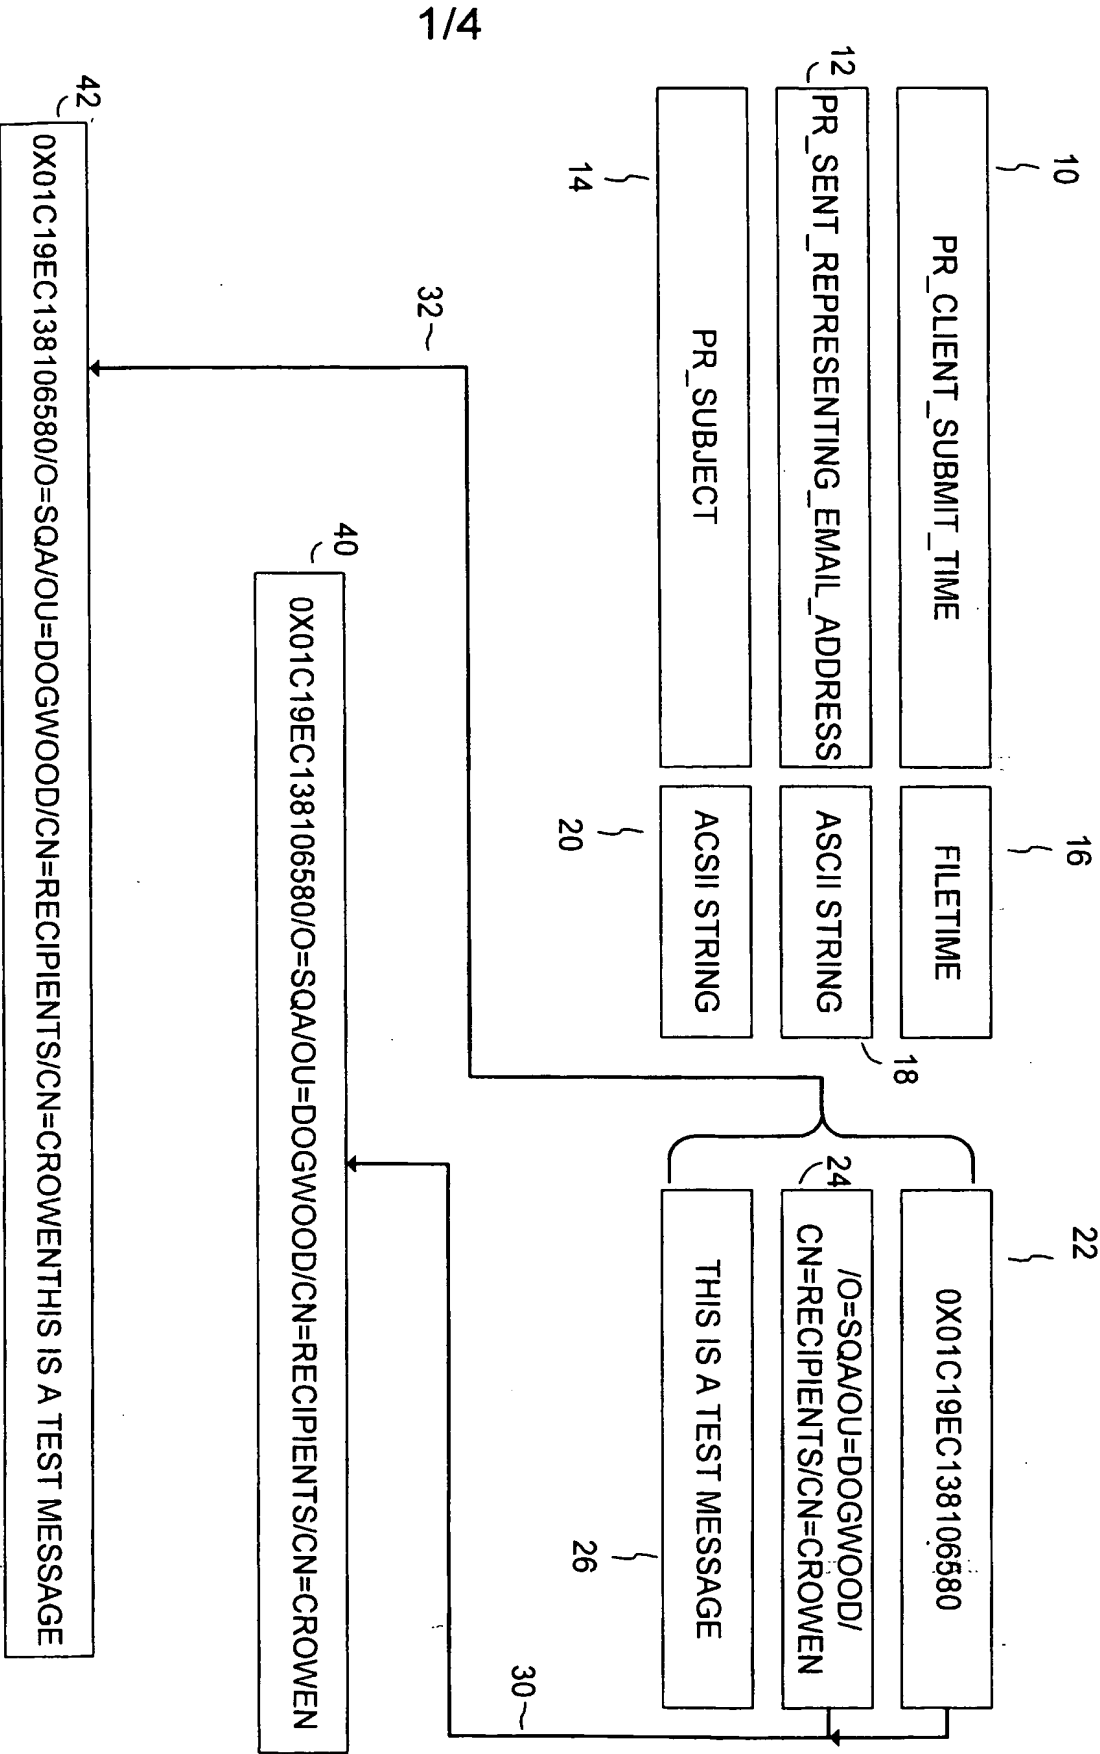 1/4
10
PR_CLIENT_SUBMIT_TIME
16
FILETIME
22
0X01C19EC138106580
12
PR_SENT_REPRESENTING_EMAIL_ADDRESS
ASCII STRING
18
24
/O=SQA/OU=DOGWOOD/
CN=RECIPIENTS/CN=CROWEN
PR_SUBJECT
14
ACSII STRING
20
THIS IS A TEST MESSAGE
26
30
32
40
0X01C19EC138106580/O=SQA/OU=DOGWOOD/CN=RECIPIENTS/CN=CROWEN
42
0X01C19EC138106580/O=SQA/OU=DOGWOOD/CN=RECIPIENTS/CN=CROWENTHIS IS A TEST MESSAGE